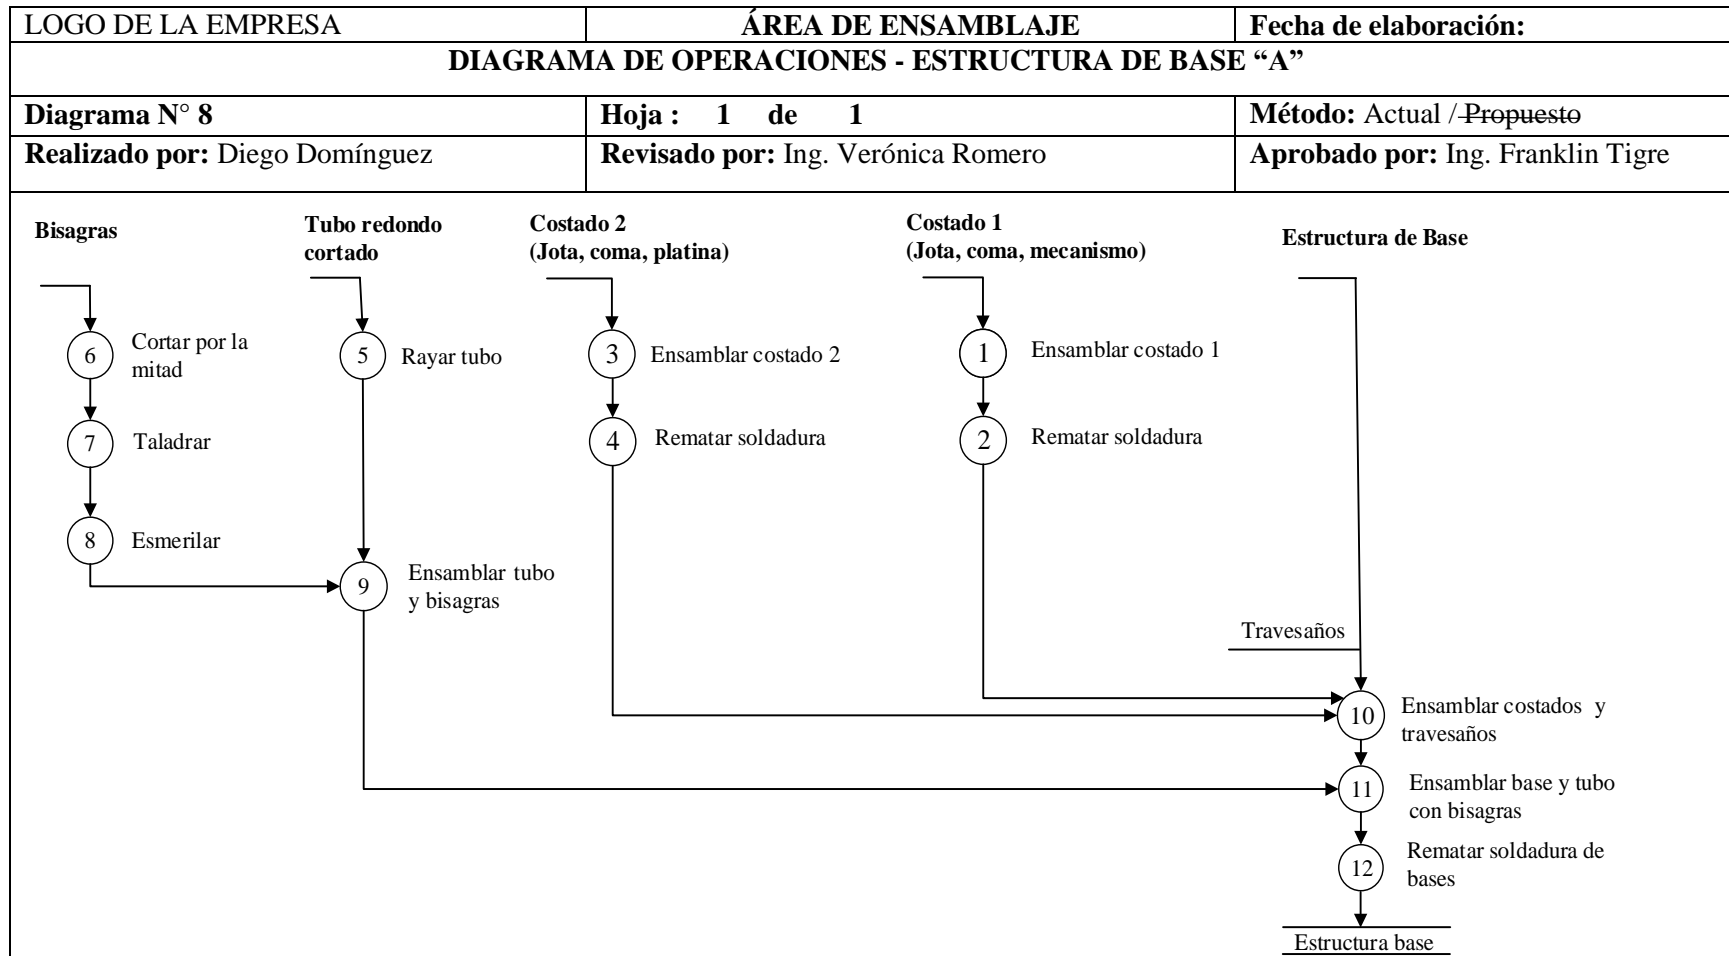 LOGO DE LA EMPRESA
ÁREA DE ENSAMBLAJE
Fecha de elaboración:
DIAGRAMA DE OPERACIONES - ESTRUCTURA DE BASE “A”
Diagrama N° 8
Hoja : 1 de 1
Método: Actual / Propuesto
Realizado por: Diego Domínguez
Revisado por: Ing. Verónica Romero
Aprobado por: Ing. Franklin Tigre
Bisagras
Tubo redondo
cortado
Costado 2
(Jota, coma, platina)
Costado 1
(Jota, coma, mecanismo)
Estructura de Base
6
Cortar por la
mitad
5
Rayar tubo
3
Ensamblar costado 2
1
Ensamblar costado 1
7
Taladrar
4
Rematar soldadura
2
Rematar soldadura
8
Esmerilar
9
Ensamblar tubo
y bisagras
Travesaños
10
Ensamblar costados y
travesaños
11
Ensamblar base y tubo
con bisagras
12
Rematar soldadura de
bases
Estructura base